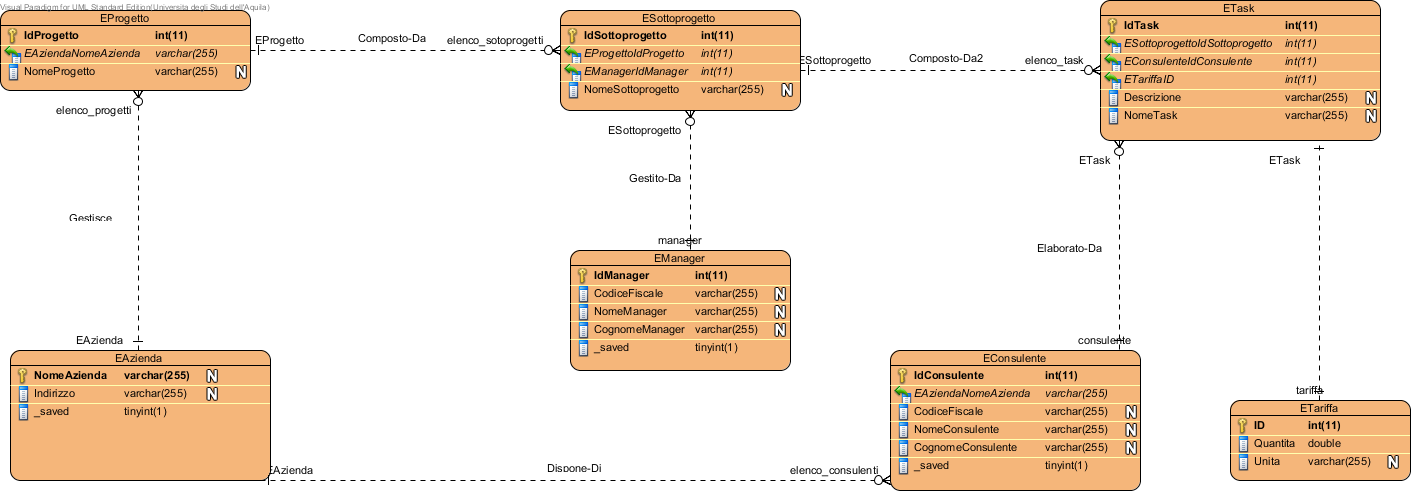 Visual Paradigm for UML Standard Edition(Universita degli Studi dell'Aquila)
EProgetto
IdProgetto int(11)
EAziendaNomeAzienda varchar(255)
NomeProgetto varchar(255) N
EProgetto
Composto-Da
elenco_sotoprogetti
ESottoprogetto
IdSottoprogetto int(11)
EProgettoIdProgetto int(11)
EManagerIdManager int(11)
NomeSottoprogetto varchar(255) N
ESottoprogetto
Composto-Da2
elenco_task
ETask
IdTask int(11)
ESottoprogettoIdSottoprogetto int(11)
EConsulenteIdConsulente int(11)
ETariffaID int(11)
Descrizione varchar(255) N
NomeTask varchar(255) N
elenco_progetti
Gestisce
EAzienda
ESottoprogetto
Gestito-Da
manager
ETask
Elaborato-Da
consulente
ETask
tariffa
EManager
IdManager int(11)
CodiceFiscale varchar(255) N
NomeManager varchar(255) N
CognomeManager varchar(255) N
_saved tinyint(1)
EAzienda
NomeAzienda varchar(255) N
Indirizzo varchar(255) N
_saved tinyint(1)
EAzienda
Dispone-Di
elenco_consulenti
EConsulente
IdConsulente int(11)
EAziendaNomeAzienda varchar(255)
CodiceFiscale varchar(255) N
NomeConsulente varchar(255) N
CognomeConsulente varchar(255) N
_saved tinyint(1)
ETariffa
ID int(11)
Quantita double
Unita varchar(255) N